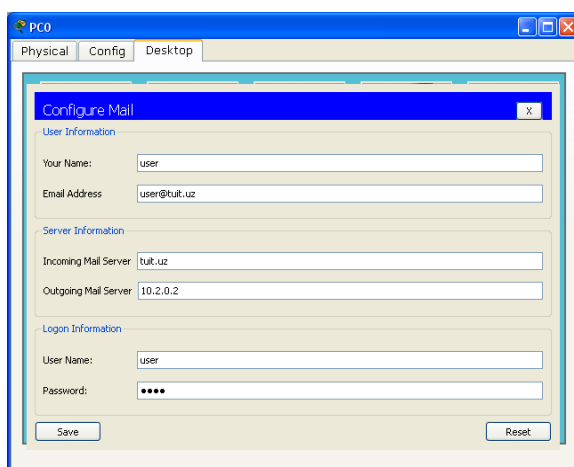 PC0
Physical Config Desktop
Configure Mail X
User Information
Your Name: user
Email Address user@tuit.uz
Server Information
Incoming Mail Server tuit.uz
Outgoing Mail Server 10.2.0.2
Logon Information
User Name: user
Password: ●●●●
Save Reset